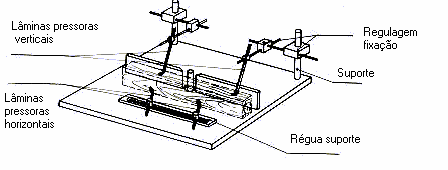 Lâminas pressoras
verticais
Regulagem
fixação
Suporte
Lâminas
pressoras
horizontais
Régua suporte